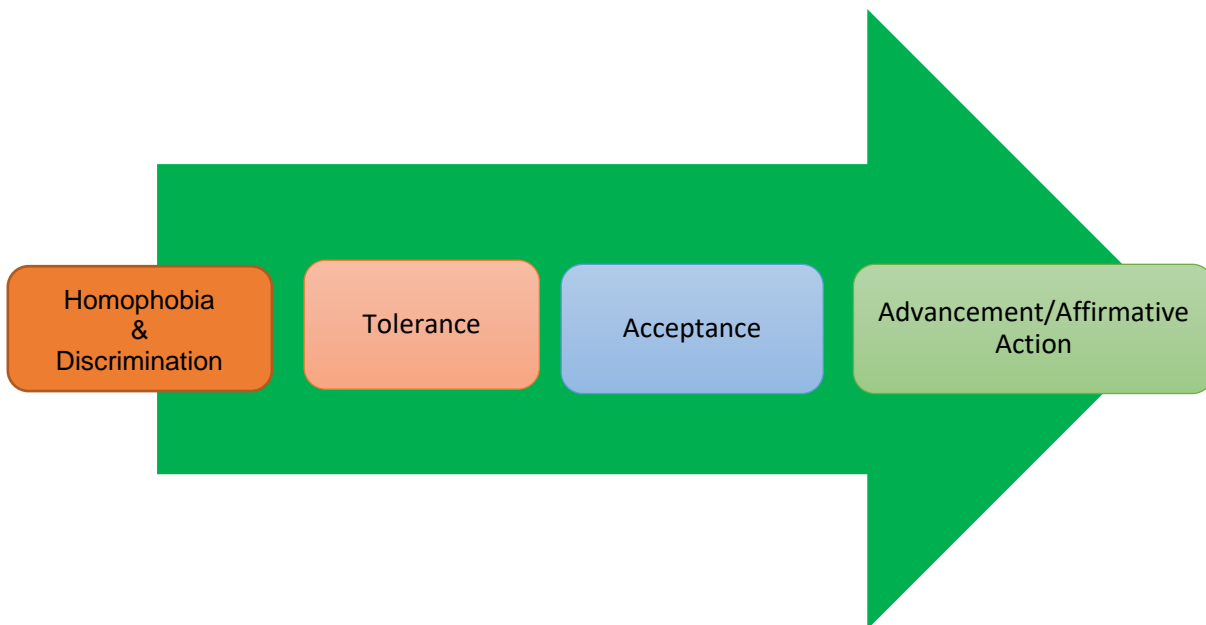 Homophobia
&
Discrimination
Tolerance
Acceptance
Advancement/Affirmative
Action